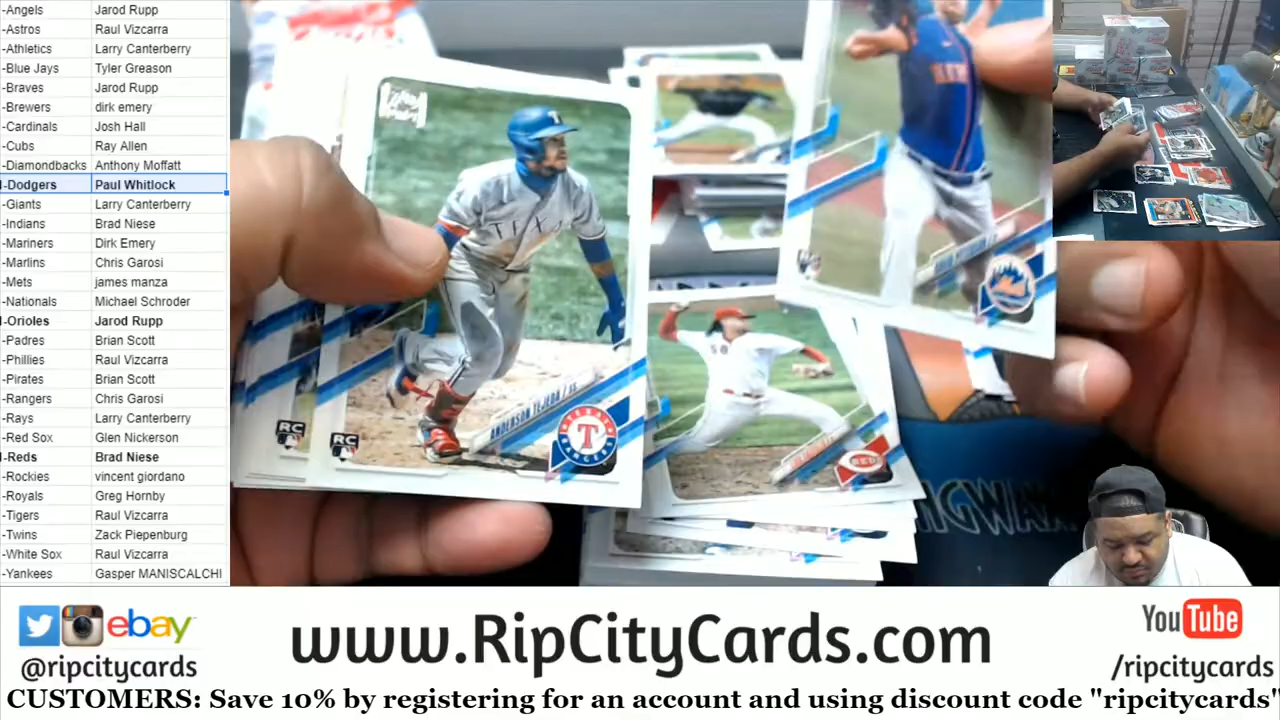 -Angels Jarod Rupp
-Astros Raul Vizcarra
-Athletics Larry Canterberry
-Blue Jays Tyler Greason
-Braves Jarod Rupp
-Brewers dirk emery
-Cardinals Josh Hall
-Cubs Ray Allen
-Diamondbacks Anthony Moffatt
-Dodgers Paul Whitlock
-Giants Larry Canterberry
-Indians Brad Niese
-Mariners Dirk Emery
-Marlins Chris Garosi
-Mets james manza
-Nationals Michael Schroder
-Orioles Jarod Rupp
-Padres Brian Scott
-Phillies Raul Vizcarra
-Pirates Brian Scott
-Rangers Chris Garosi
-Rays Larry Canterberry
-Red Sox Glen Nickerson
-Reds Brad Niese
-Rockies vincent giordano
-Royals Greg Hornby
-Tigers Raul Vizcarra
-Twins Zack Piepenburg
-White Sox Raul Vizcarra
-Yankees Gasper MANISCALCHI
RC
RC
ANDERSON TEJEDA / SS
TEXAS
T
RANGERS
REDS
ebay
@ripcitycards
www.RipCityCards.com
YouTube
/ripcitycards
CUSTOMERS: Save 10% by registering for an account and using discount code "ripcitycards"